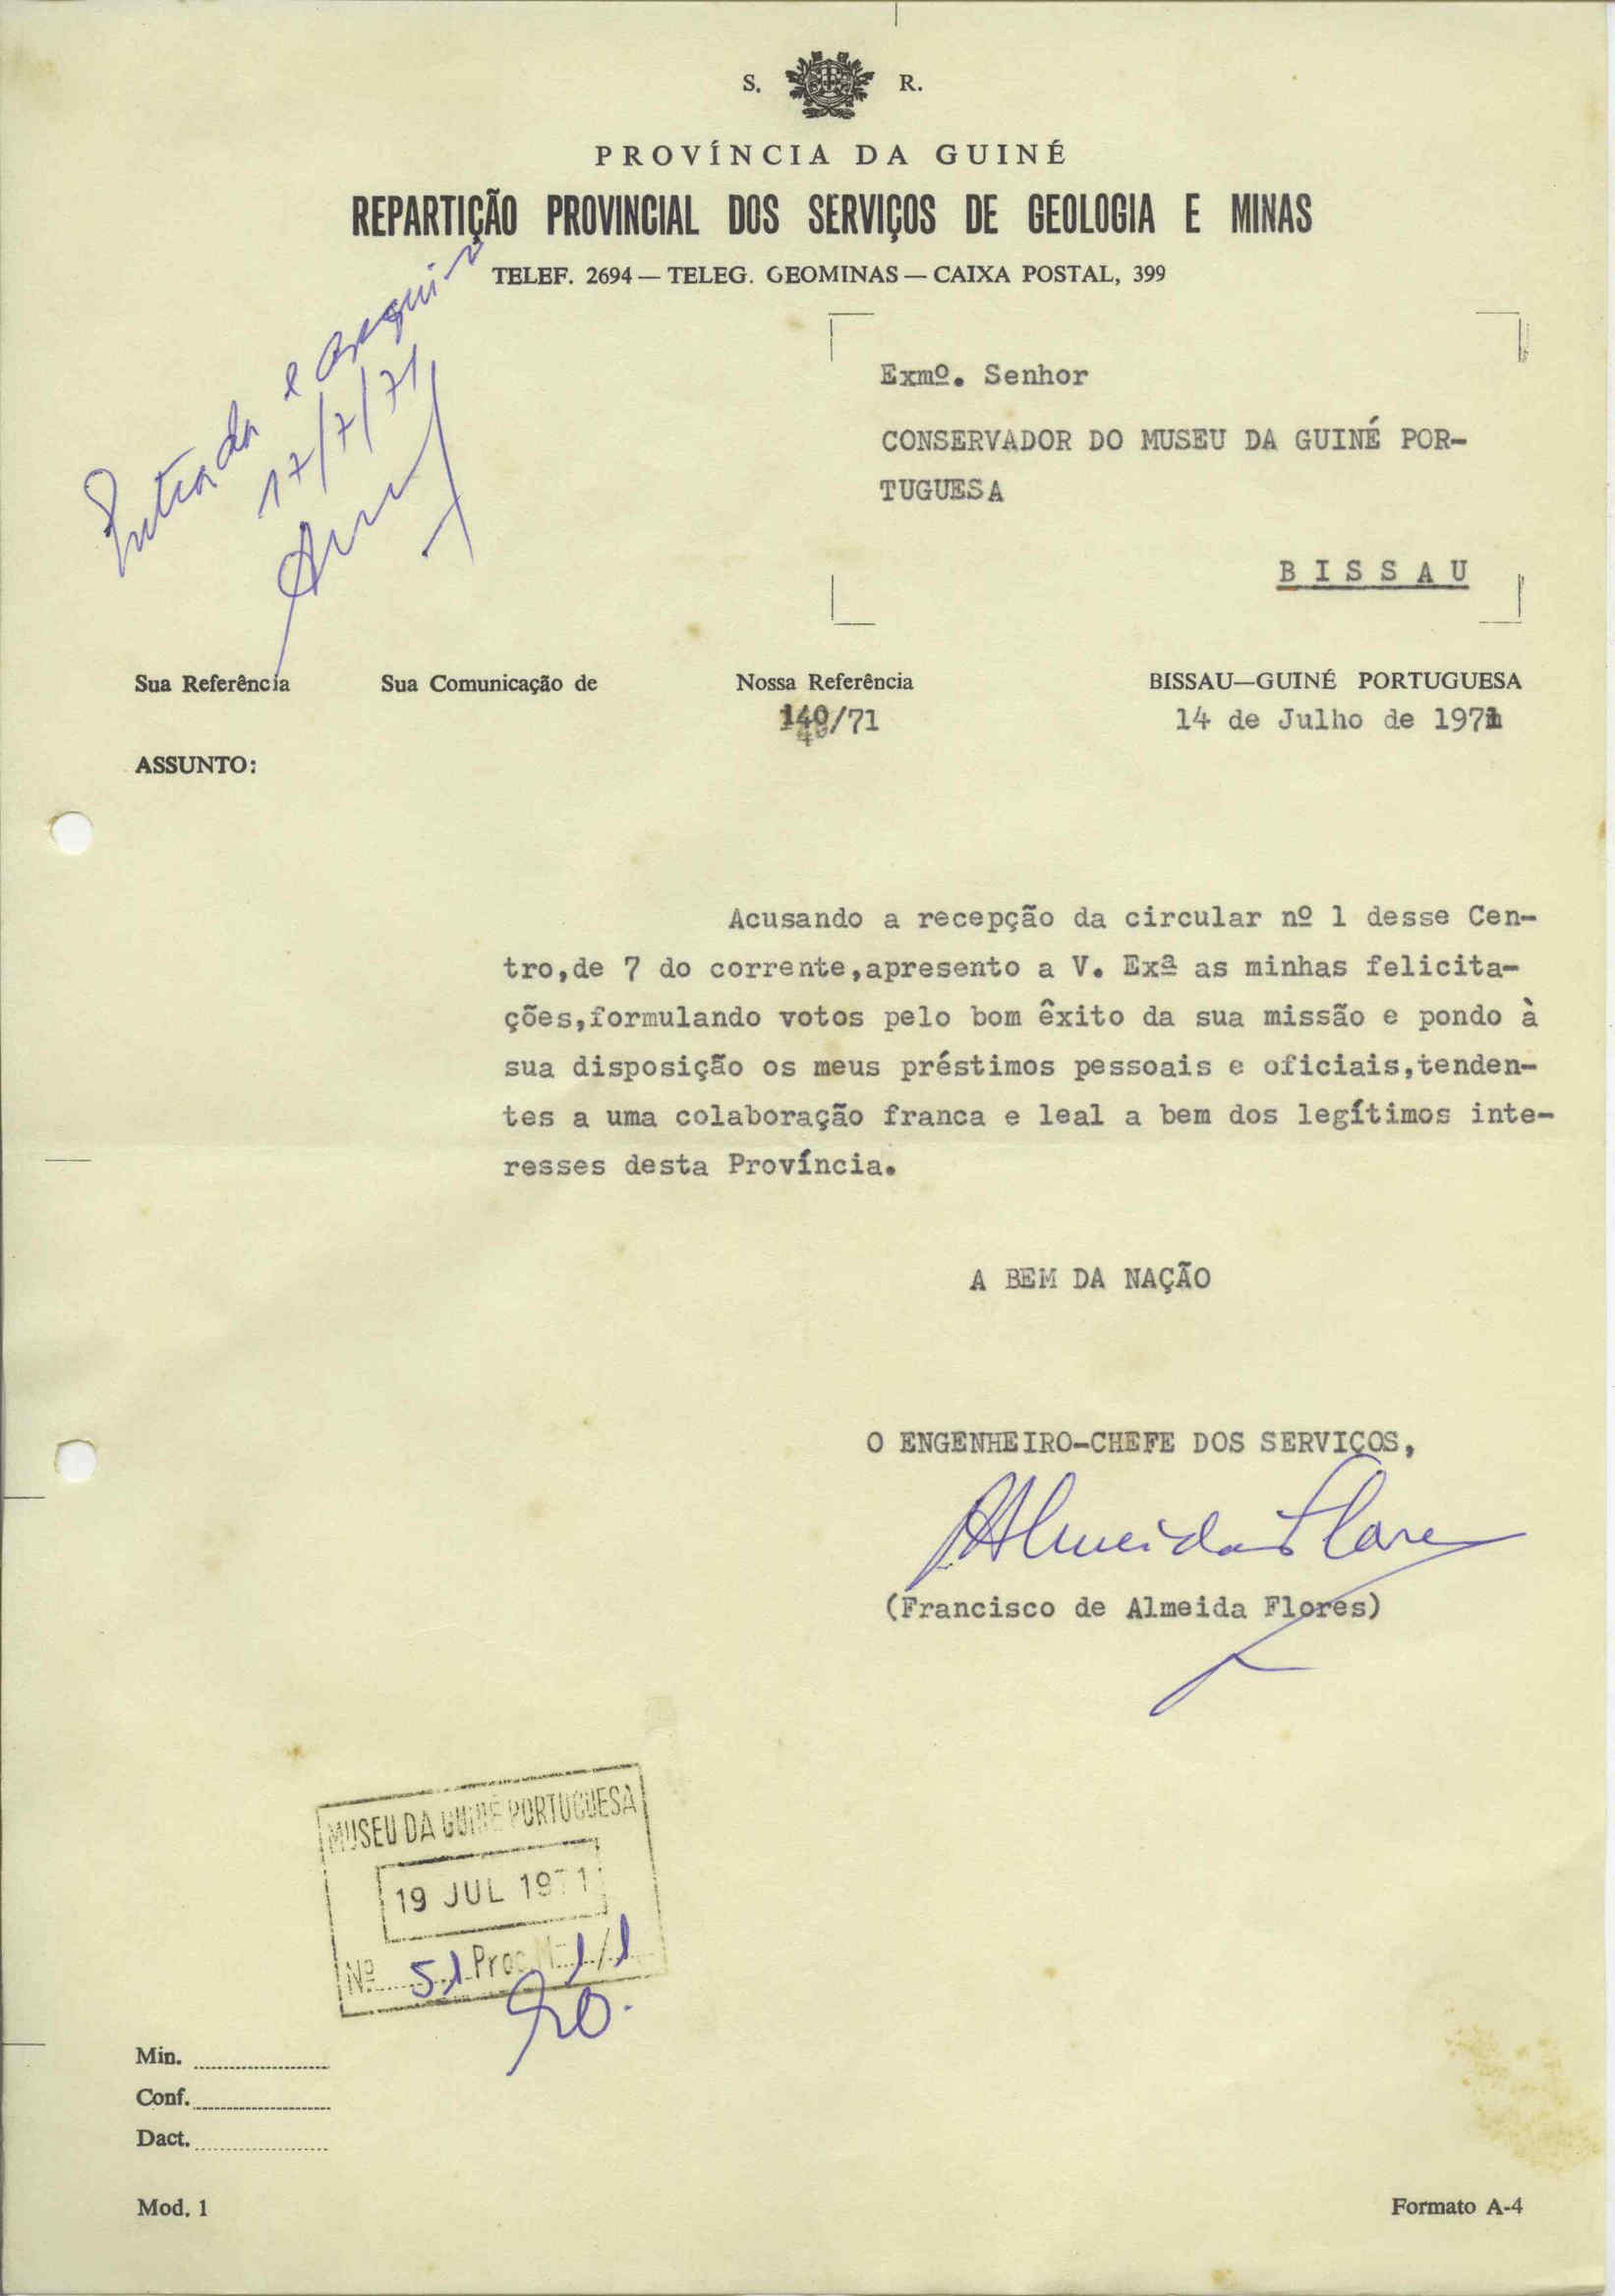 S. R.
PROVÍNCIA DA GUINÉ
REPARTIÇÃO PROVINCIAL DOS SERVIÇOS DE GEOLOGIA E MINAS
TELEF. 2694 — TELEG. GEOMINAS — CAIXA POSTAL, 399
Entrada e arquivo
17/7/71
Exmº. Senhor
CONSERVADOR DO MUSEU DA GUINÉ POR-
TUGUESA
BISSAU
Sua Referência Sua Comunicação de Nossa Referência BISSAU—GUINÉ PORTUGUESA
140/71 14 de Julho de 1971
ASSUNTO:
Acusando a recepção da circular nº 1 desse Cen-
tro,de 7 do corrente,apresento a V. Exª as minhas felicita-
ções,formulando votos pelo bom êxito da sua missão e pondo à
sua disposição os meus préstimos pessoais e oficiais,tenden-
tes a uma colaboração franca e leal a bem dos legítimos inte-
resses desta Província.
A BEM DA NAÇÃO
O ENGENHEIRO-CHEFE DOS SERVIÇOS,
Almeida Flores
(Francisco de Almeida Flores)
MUSEU DA GUINÉ PORTUGUESA
19 JUL 1971
Nº 51 Proc. 1/1
Min.
Conf.
Dact.
Mod. 1 Formato A-4